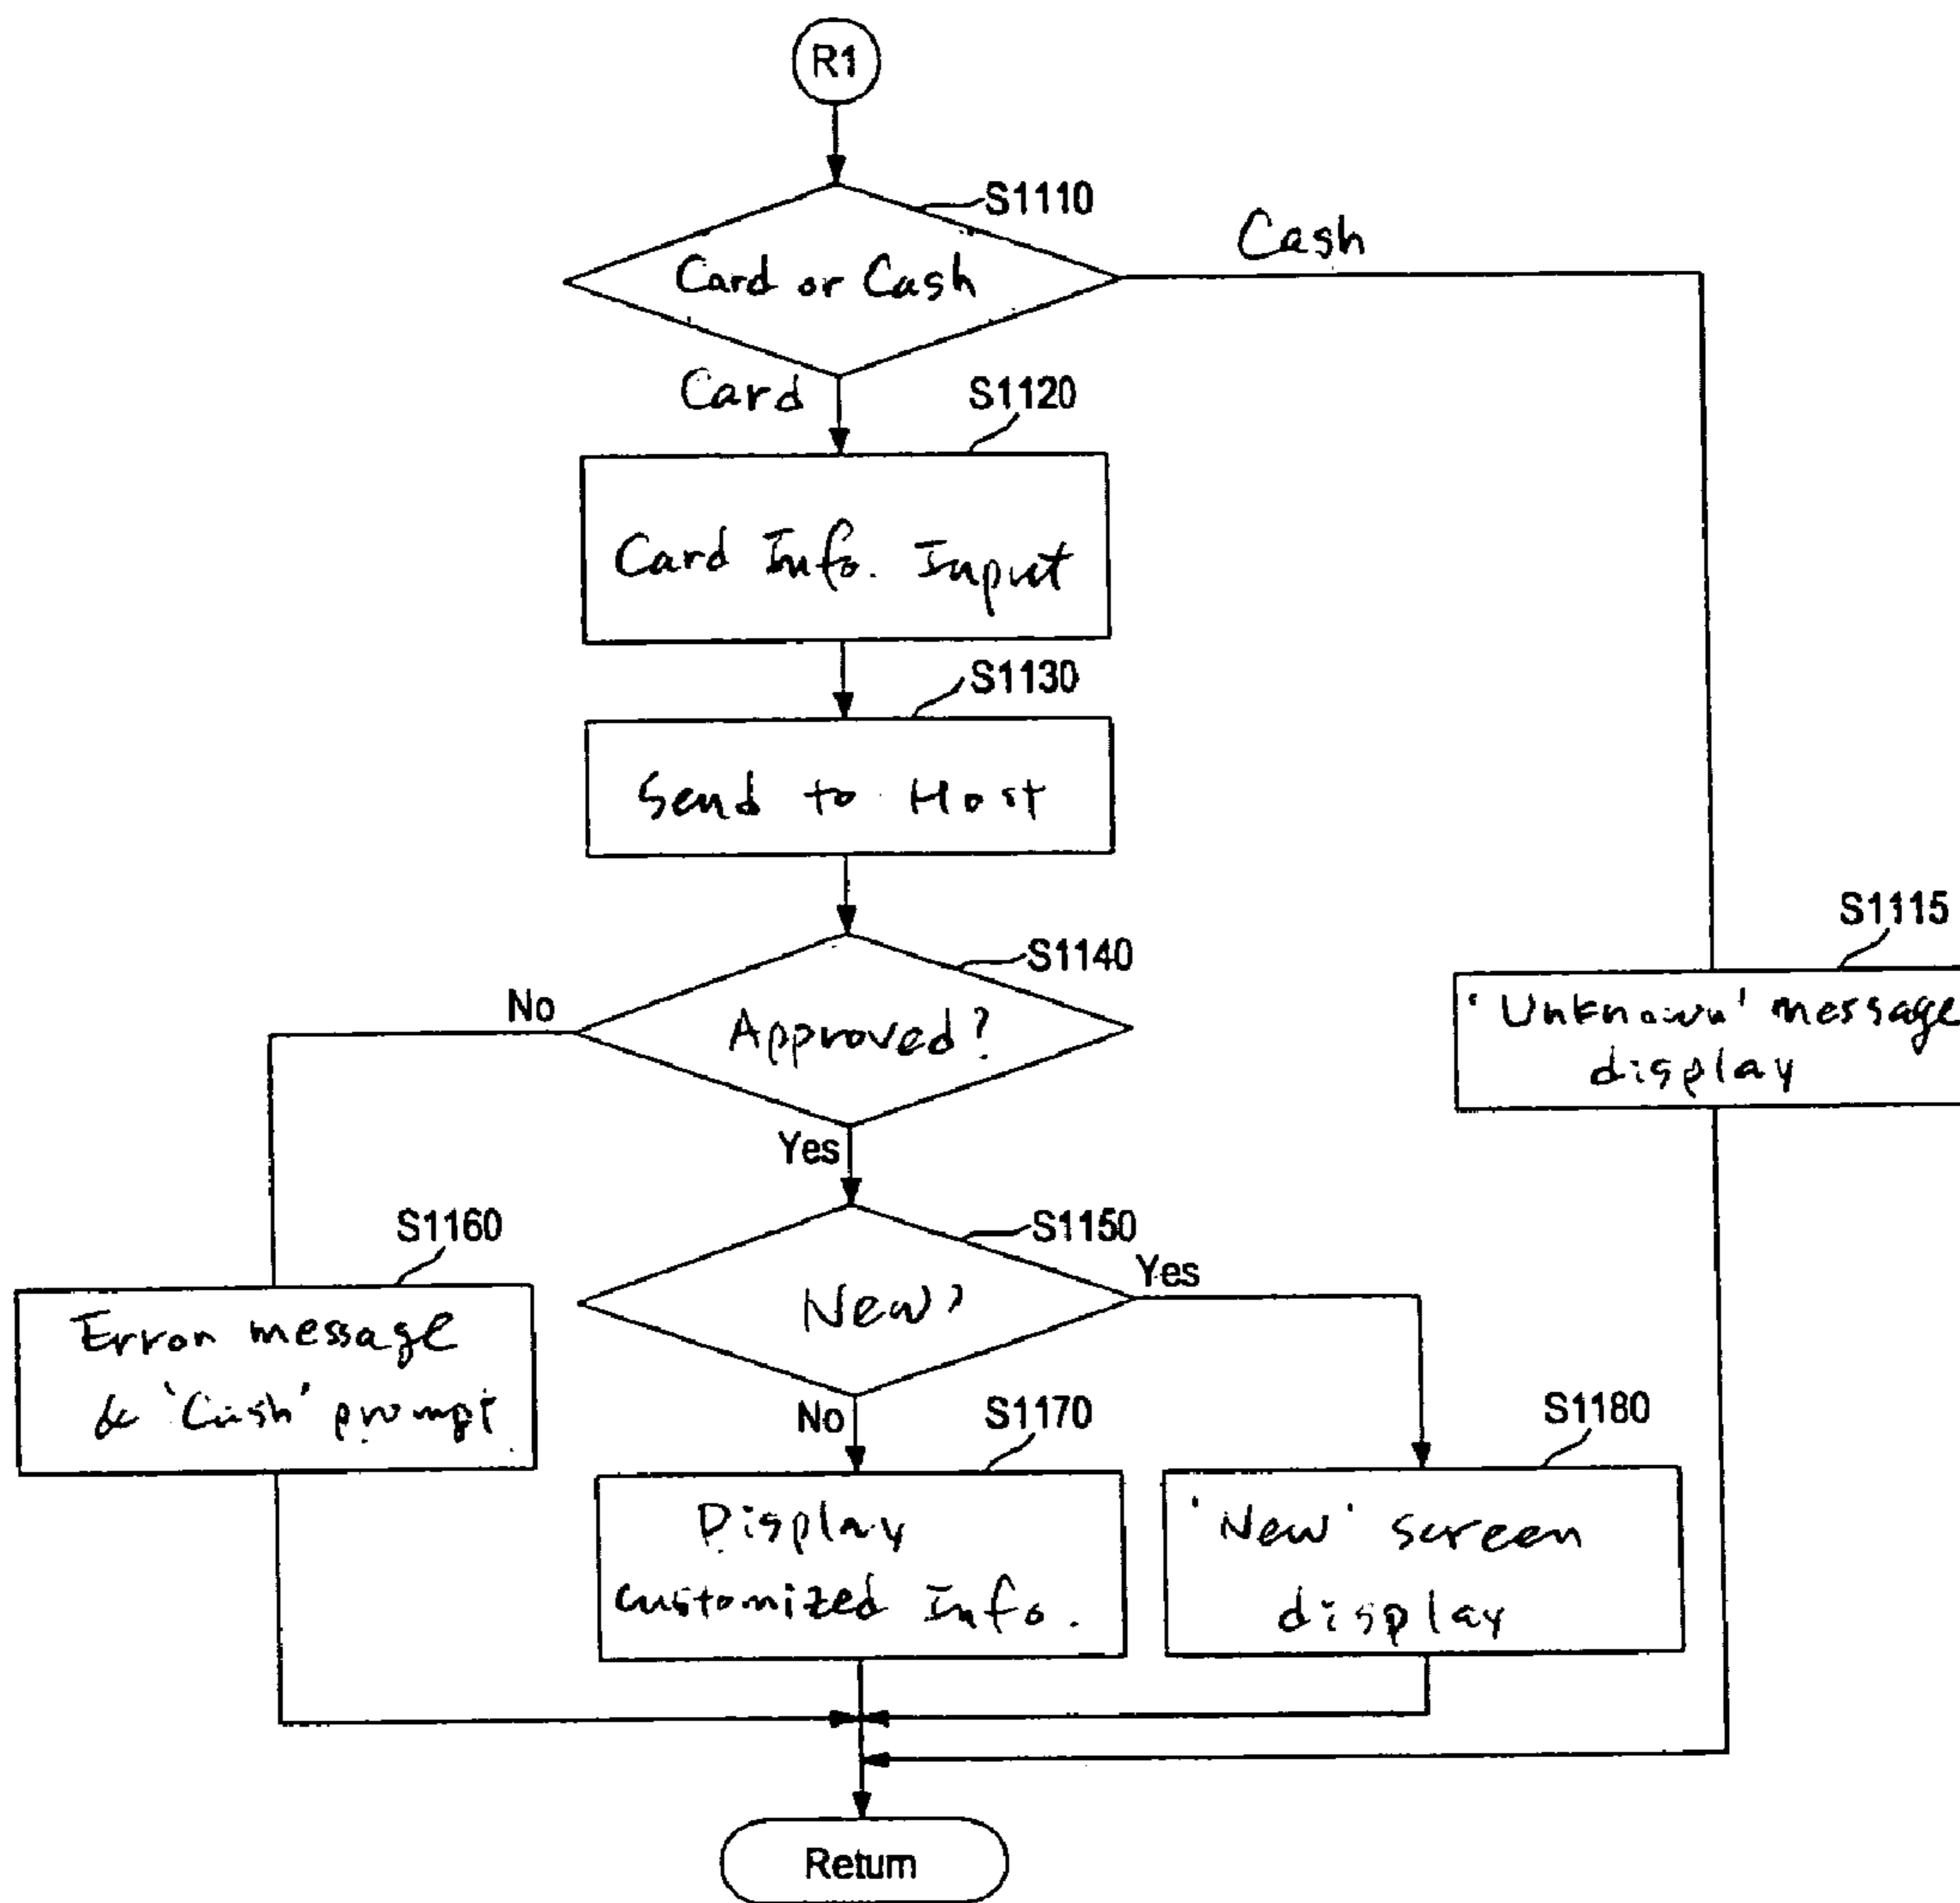 R1
S1110
Card or Cash
Cash
Card
S1120
Card Info. Input
S1130
Send to Host
S1140
Approved?
No
Yes
S1115
'Unknown' message
display
S1160
Error message
& 'Cash' prompt
S1150
New?
Yes
No
S1170
Display
customized Info.
S1180
'New' screen
display
Return